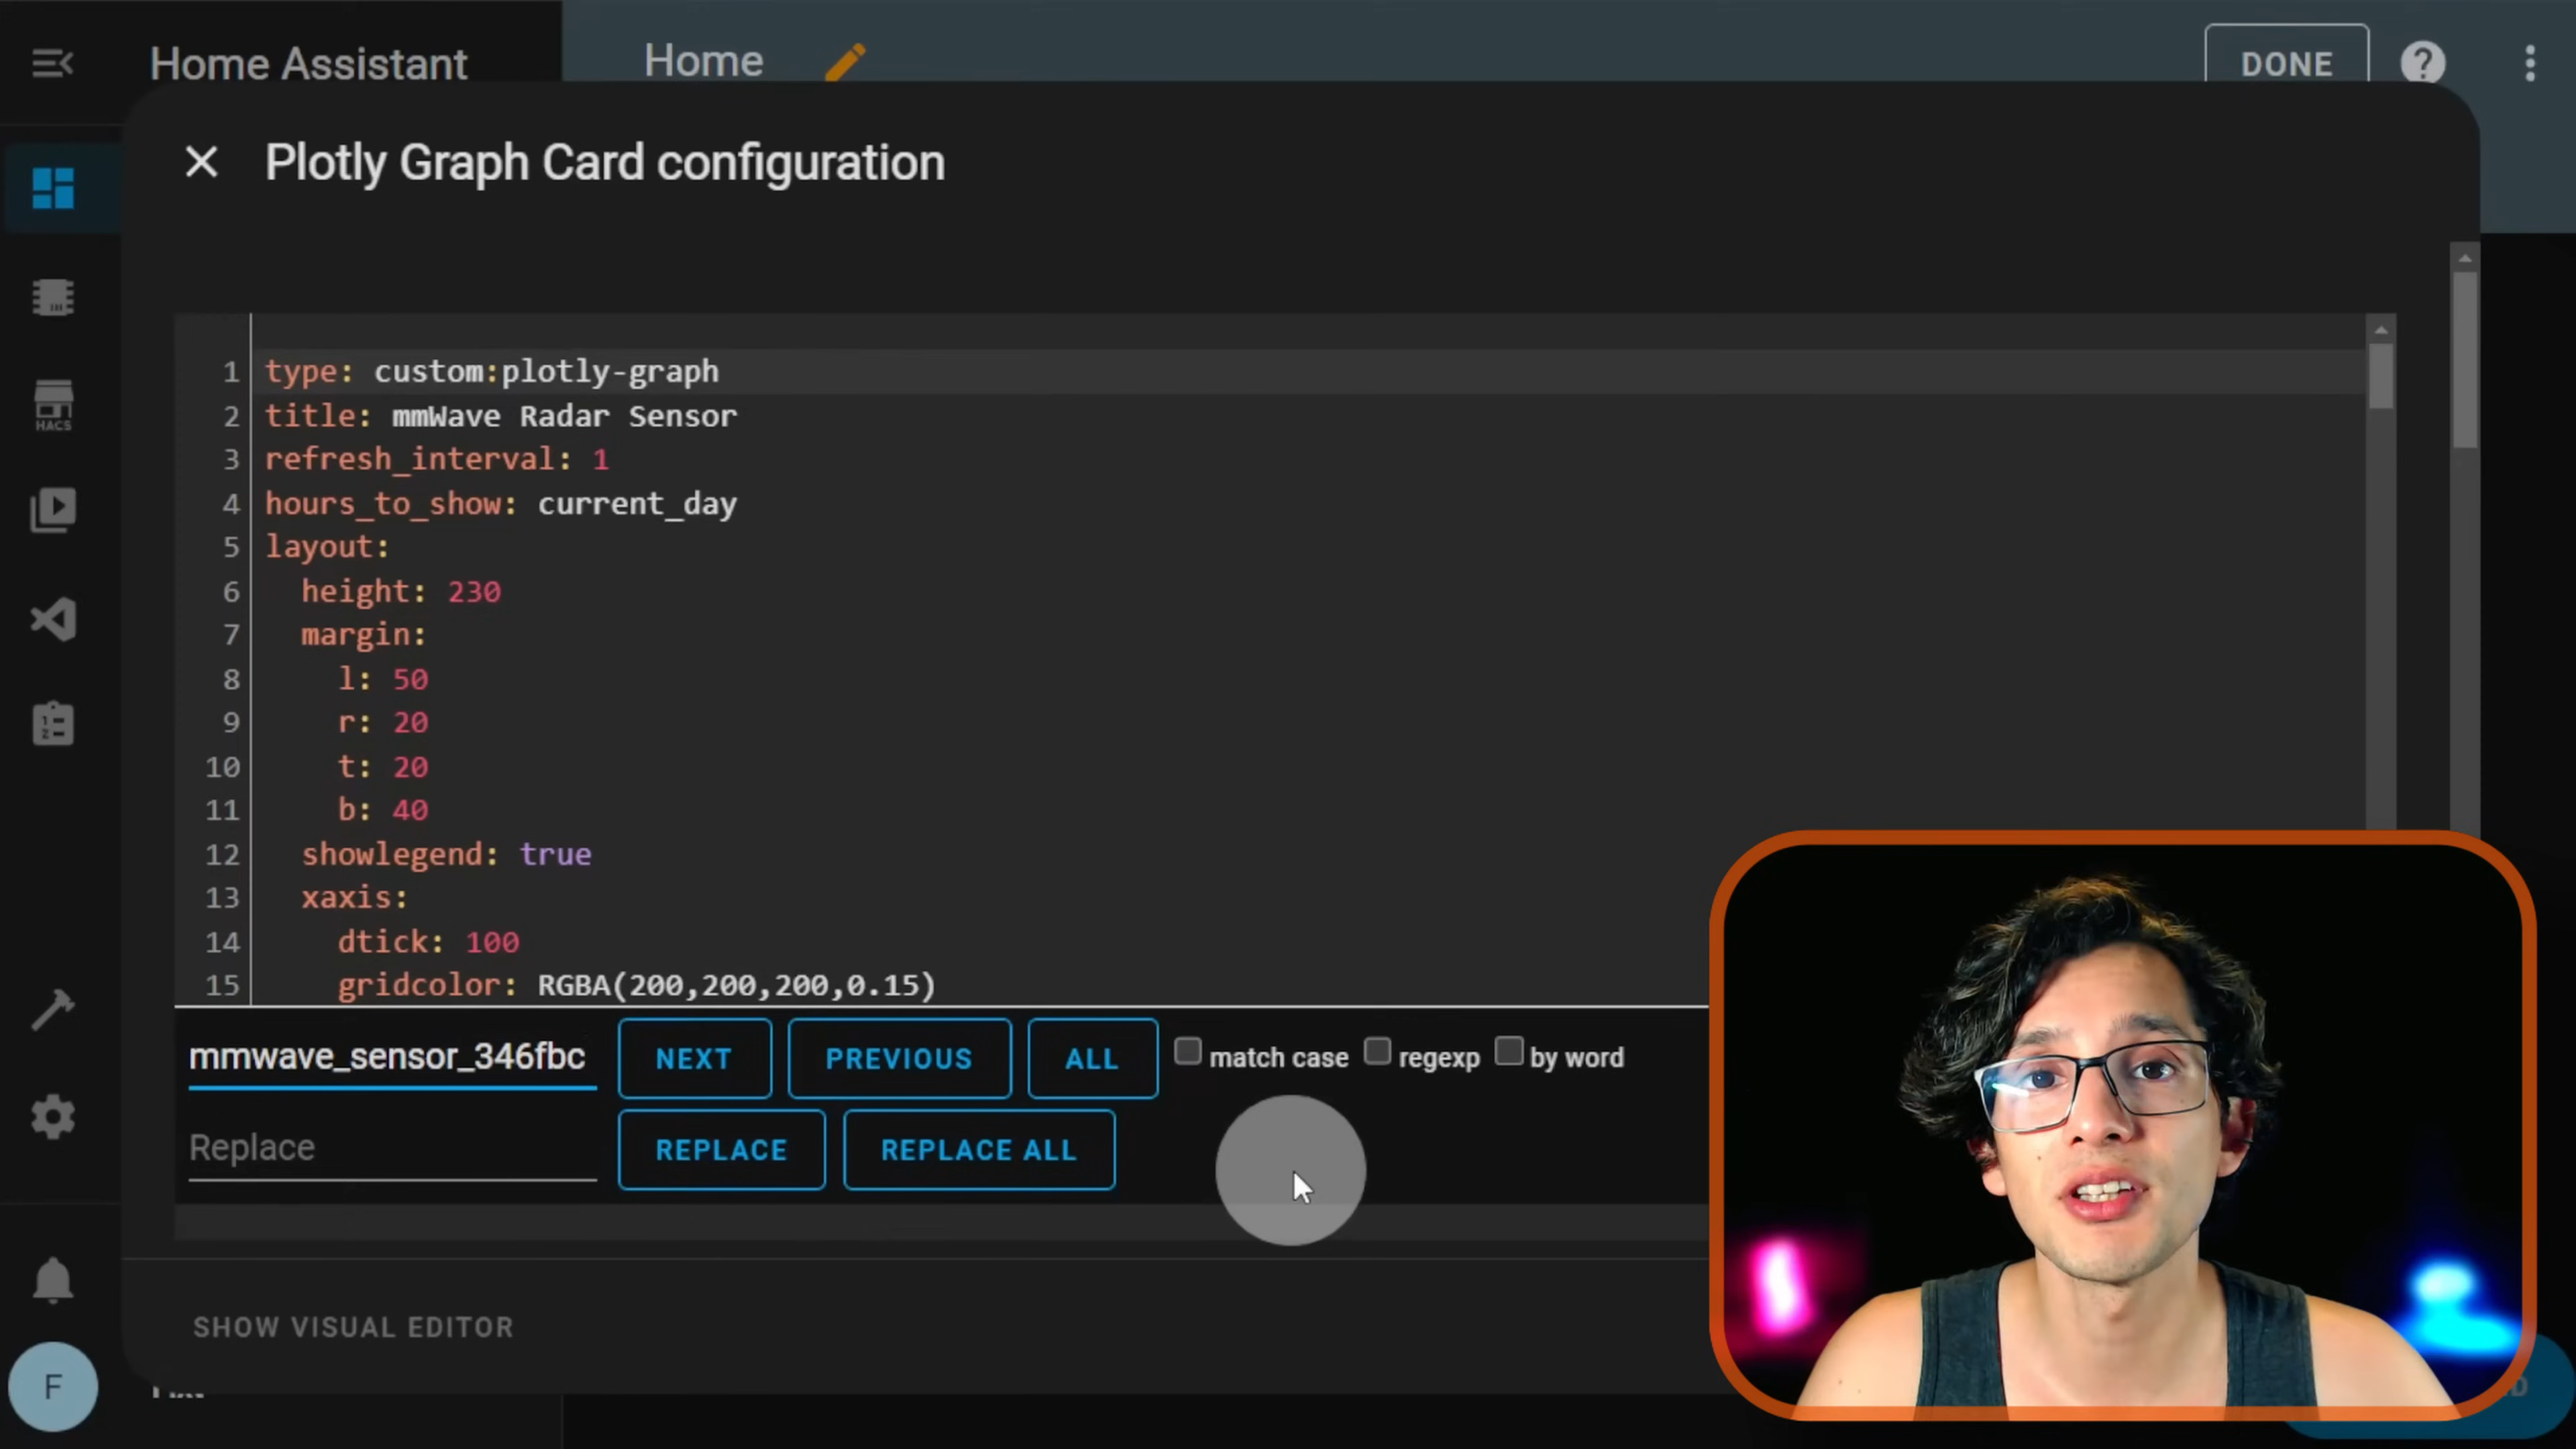 Home Assistant
Home
DONE
?
Plotly Graph Card configuration
HACS
1 type: custom:plotly-graph
2 title: mmWave Radar Sensor
3 refresh_interval: 1
4 hours_to_show: current_day
5 layout:
6 height: 230
7 margin:
8 l: 50
9 r: 20
10 t: 20
11 b: 40
12 showlegend: true
13 xaxis:
14 dtick: 100
15 gridcolor: RGBA(200,200,200,0.15)
mmwave_sensor_346fbc NEXT PREVIOUS ALL match case regexp by word
Replace REPLACE REPLACE ALL
SHOW VISUAL EDITOR
F